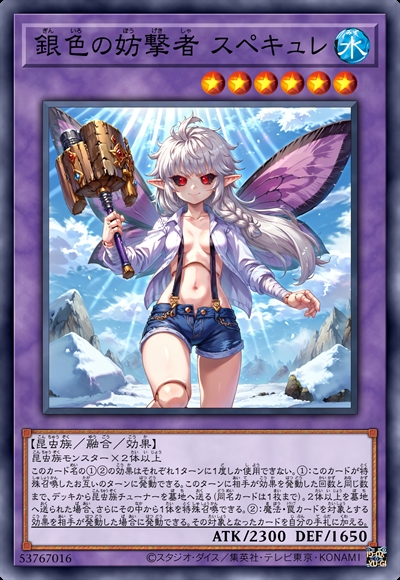 銀色の妨撃者 スペキュレ
水
【昆虫族／融合／効果】
昆虫族モンスター×２体以上
このカード名の①②の効果はそれぞれ１ターンに１度しか使用できない。①：このカードが特
殊召喚したお互いのターンに発動できる。このターンに相手が効果を発動した回数と同じ数
まで、デッキから昆虫族チューナーを墓地へ送る（同名カードは１枚まで）。２体以上を墓地
へ送られた場合、さらにその中から１体を特殊召喚できる。②：魔法・罠カードを対象とする
効果を相手が発動した場合に発動できる。その対象となったカードを自分の手札に加える。
ATK/2300 DEF/1650
53767016
©スタジオ・ダイス／集英社・テレビ東京・KONAMI